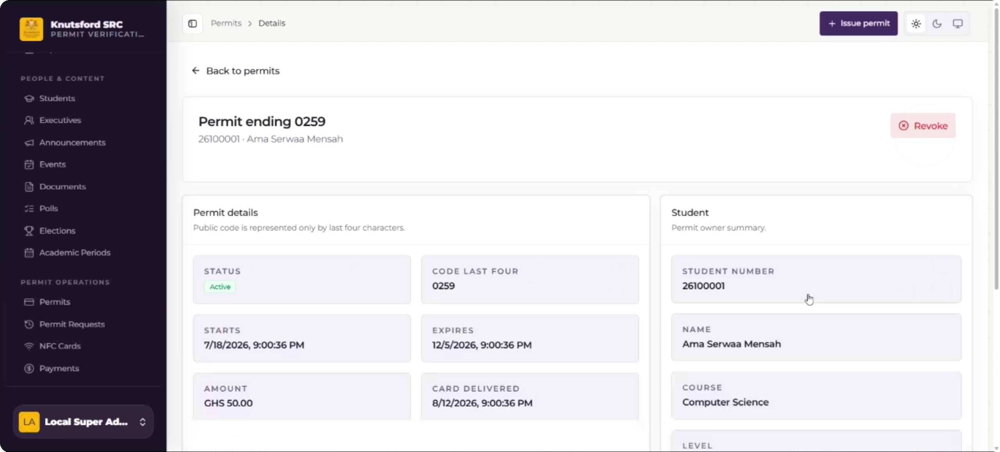 Knutsford SRC
PERMIT VERIFICATI...
PEOPLE & CONTENT
Students
Executives
Announcements
Events
Documents
Polls
Elections
Academic Periods
PERMIT OPERATIONS
Permits
Permit Requests
NFC Cards
Payments
LA
Local Super Ad...
Permits > Details
+ Issue permit
← Back to permits
Permit ending 0259
26100001 · Ama Serwaa Mensah
Revoke
Permit details
Public code is represented only by last four characters.
STATUS
Active
CODE LAST FOUR
0259
STARTS
7/18/2026, 9:00:36 PM
EXPIRES
12/5/2026, 9:00:36 PM
AMOUNT
GHS 50.00
CARD DELIVERED
8/12/2026, 9:00:36 PM
Student
Permit owner summary.
STUDENT NUMBER
26100001
NAME
Ama Serwaa Mensah
COURSE
Computer Science
LEVEL